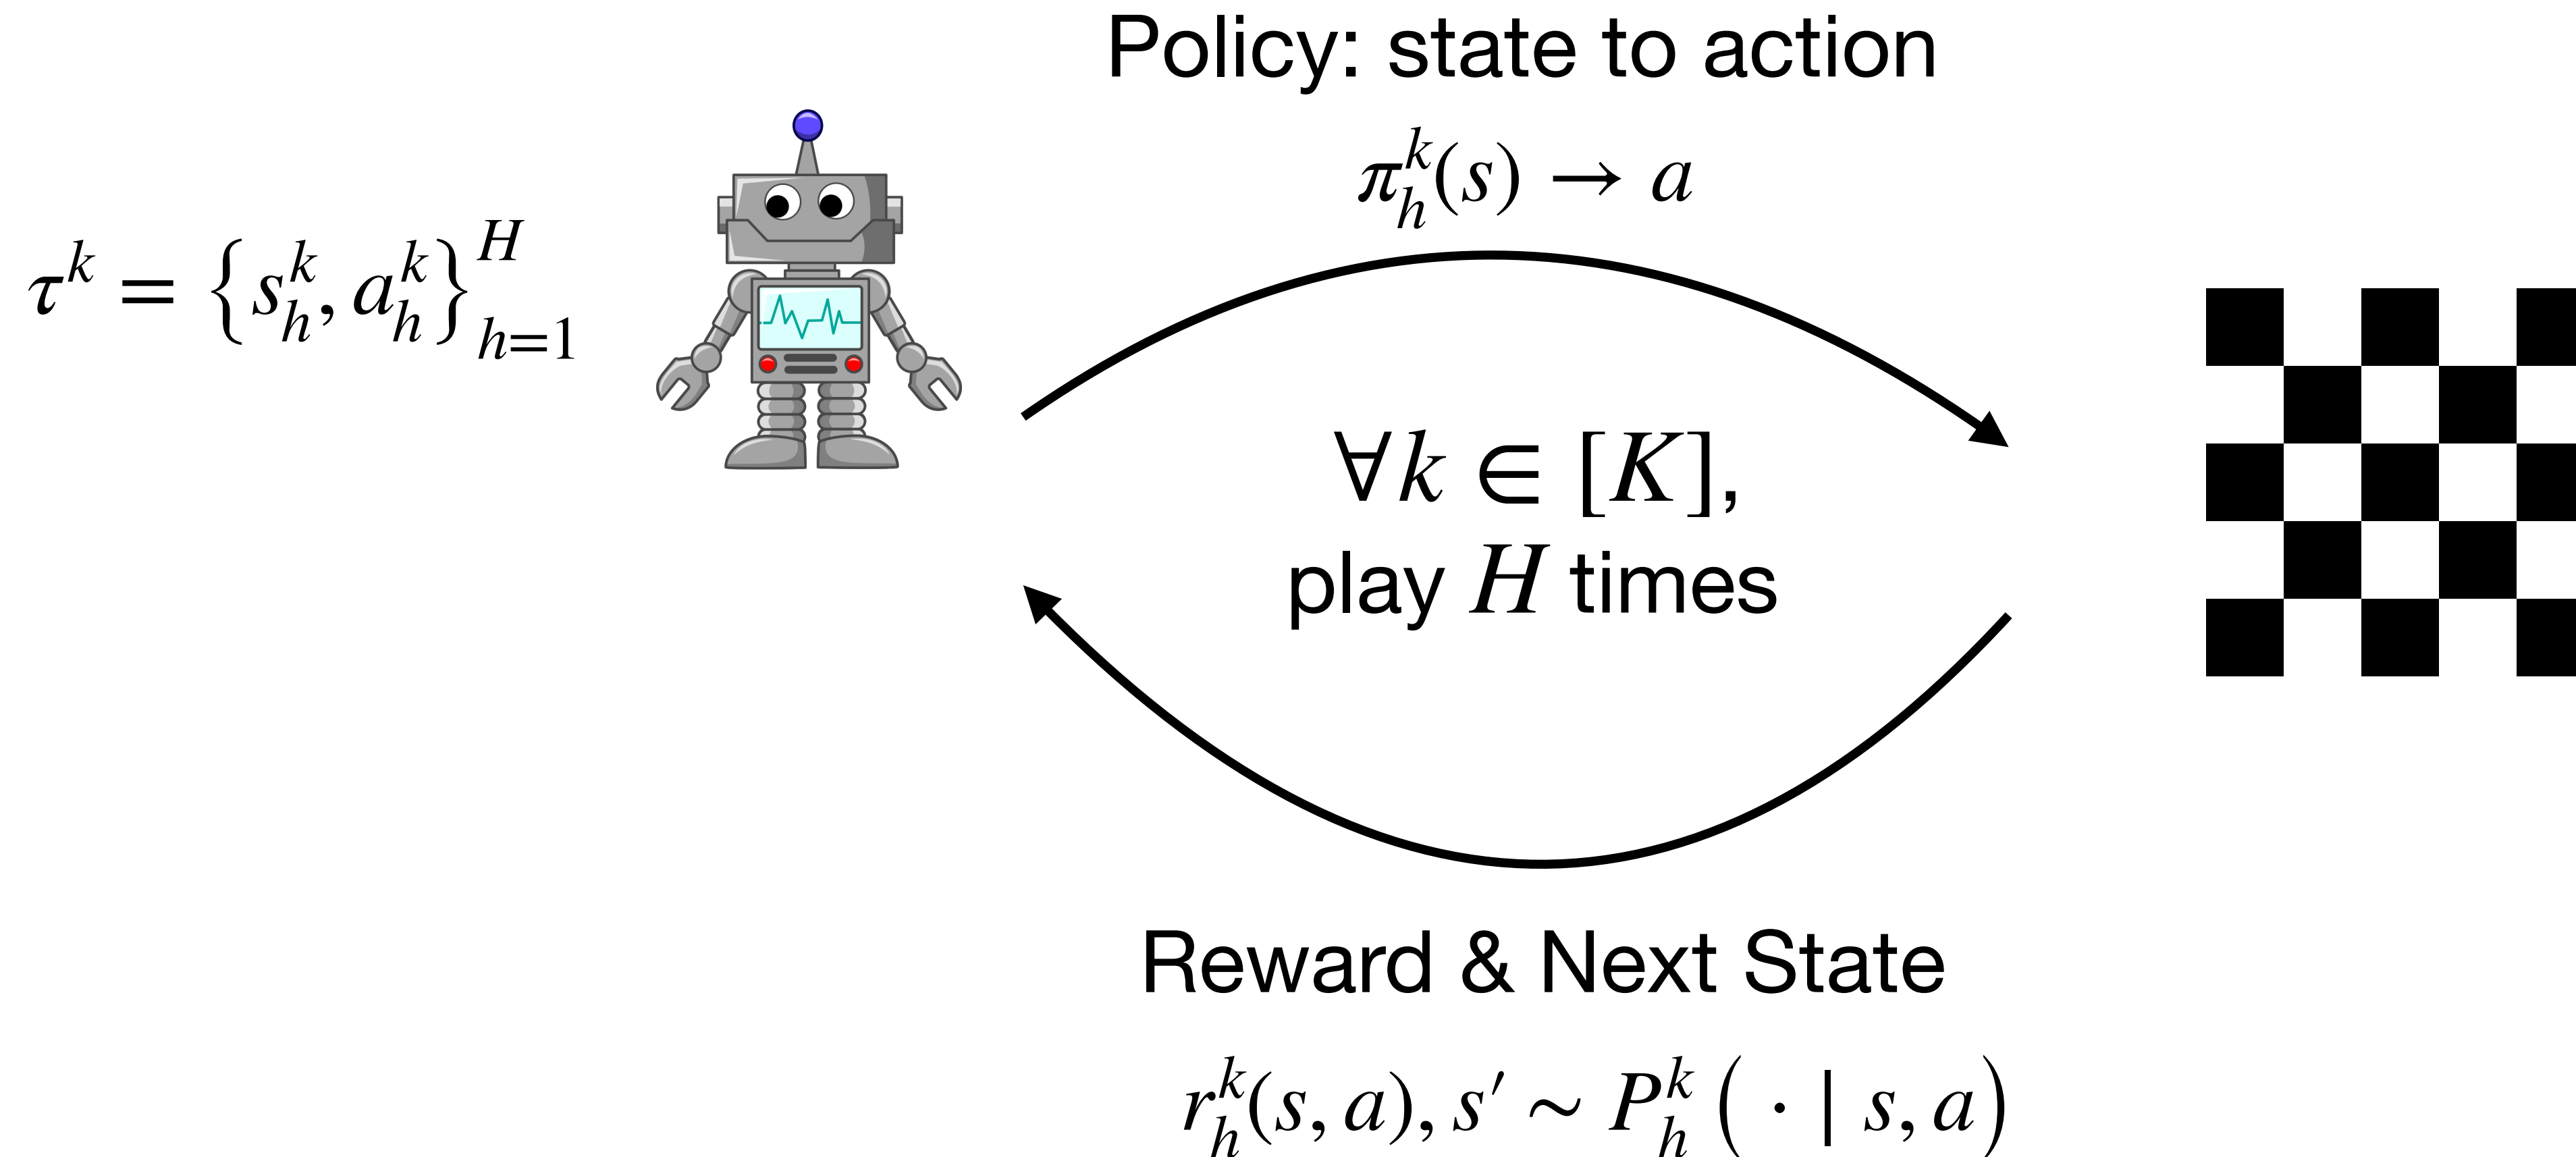 Policy: state to action
π_h^k(s) → a
τ^k = {s_h^k, a_h^k}_{h=1}^H
∀k ∈ [K],
play H times
Reward & Next State
r_h^k(s, a), s′ ∼ P_h^k ( · | s, a)